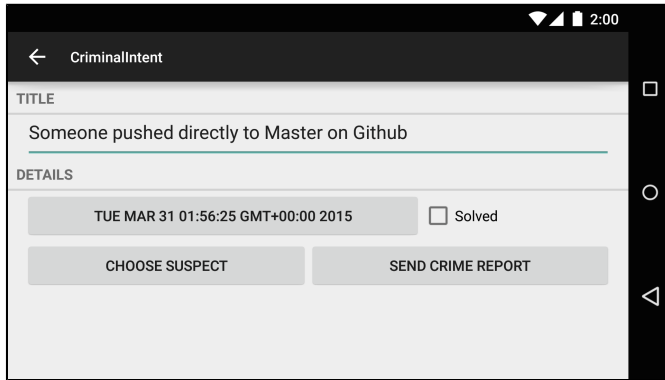 2:00
CriminalIntent
TITLE
Someone pushed directly to Master on Github
DETAILS
TUE MAR 31 01:56:25 GMT+00:00 2015 Solved
CHOOSE SUSPECT SEND CRIME REPORT